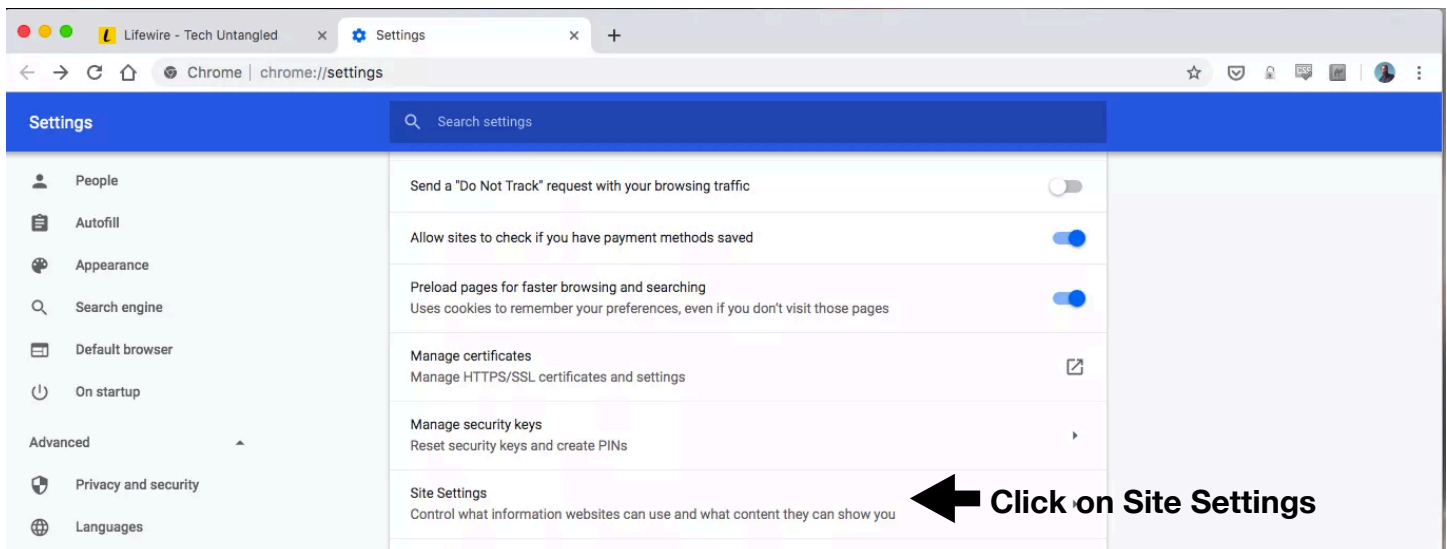 Lifewire - Tech Untangled
Settings
Chrome | chrome://settings
Settings
Search settings
People
Autofill
Appearance
Search engine
Default browser
On startup
Advanced
Privacy and security
Languages
Send a "Do Not Track" request with your browsing traffic
Allow sites to check if you have payment methods saved
Preload pages for faster browsing and searching
Uses cookies to remember your preferences, even if you don't visit those pages
Manage certificates
Manage HTTPS/SSL certificates and settings
Manage security keys
Reset security keys and create PINs
Site Settings
Control what information websites can use and what content they can show you
Click on Site Settings